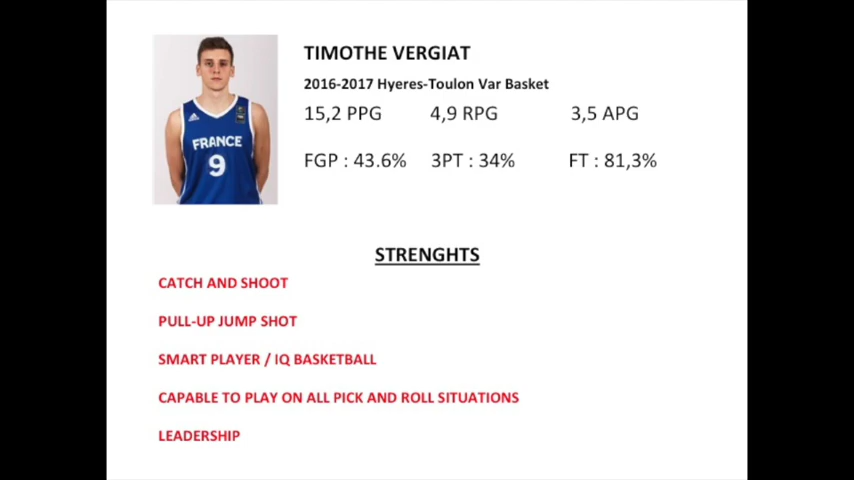 TIMOTHE VERGIAT
2016-2017 Hyeres-Toulon Var Basket
15,2 PPG 4,9 RPG 3,5 APG
FGP : 43.6% 3PT : 34% FT : 81,3%
FRANCE
9
STRENGHTS
CATCH AND SHOOT
PULL-UP JUMP SHOT
SMART PLAYER / IQ BASKETBALL
CAPABLE TO PLAY ON ALL PICK AND ROLL SITUATIONS
LEADERSHIP